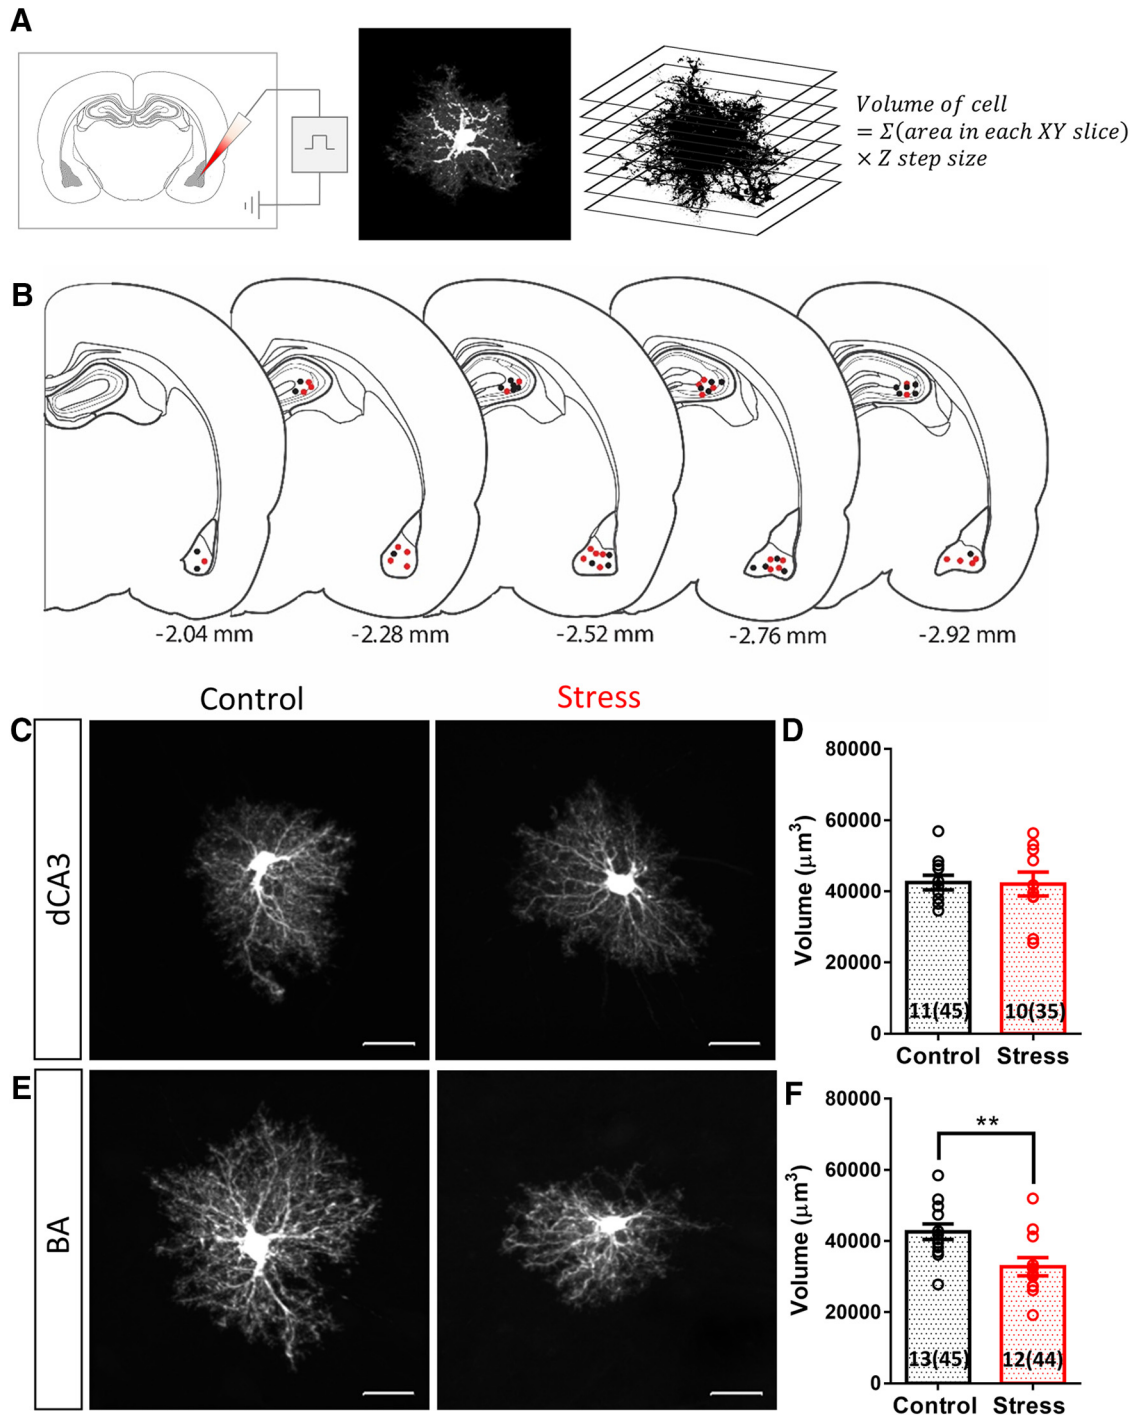 A
Volume of cell
= Σ(area in each XY slice)
× Z step size
B
-2.04 mm
-2.28 mm
-2.52 mm
-2.76 mm
-2.92 mm
Control
Stress
C
dCA3
D
80000
60000
40000
20000
0
Volume (μm³)
11(45)
10(35)
Control
Stress
E
BA
F
80000
60000
40000
20000
0
Volume (μm³)
**
13(45)
12(44)
Control
Stress